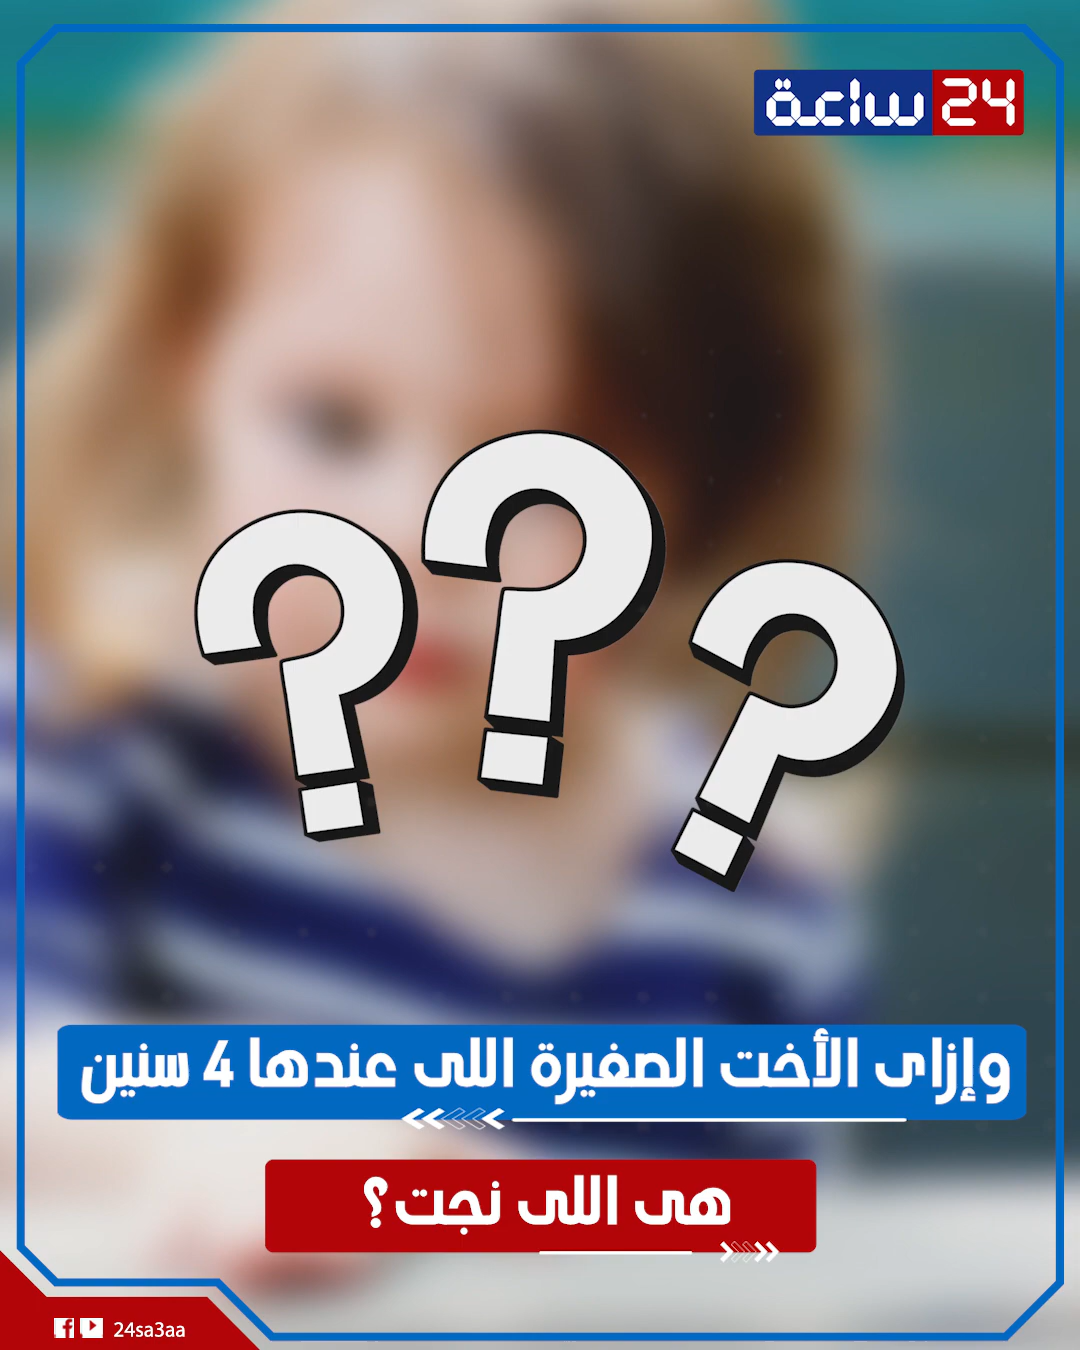 24 ساعة
???
وإزاى الأخت الصغيرة اللى عندها 4 سنين
هى اللى نجت؟
24sa3aa